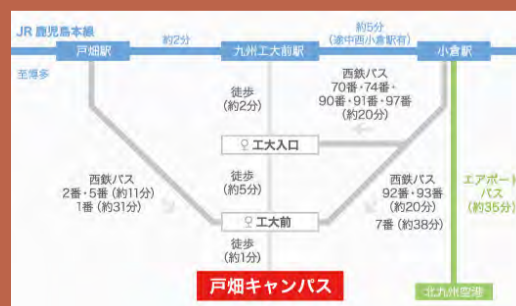 JR 鹿児島本線
約5分
約2分
(途中西小倉駅有)
戸畑駅
九州工大前駅
小倉駅
至博多
徒歩
(約2分)
西鉄バス
70番・74番・
90番・91番・97番
(約20分)
工大入口
西鉄バス
2番・5番(約11分)
1番(約31分)
徒歩
(約5分)
西鉄バス
92番・93番
(約20分)
7番(約38分)
エアポート
バス
(約35分)
工大前
徒歩
(約1分)
戸畑キャンパス
北九州空港